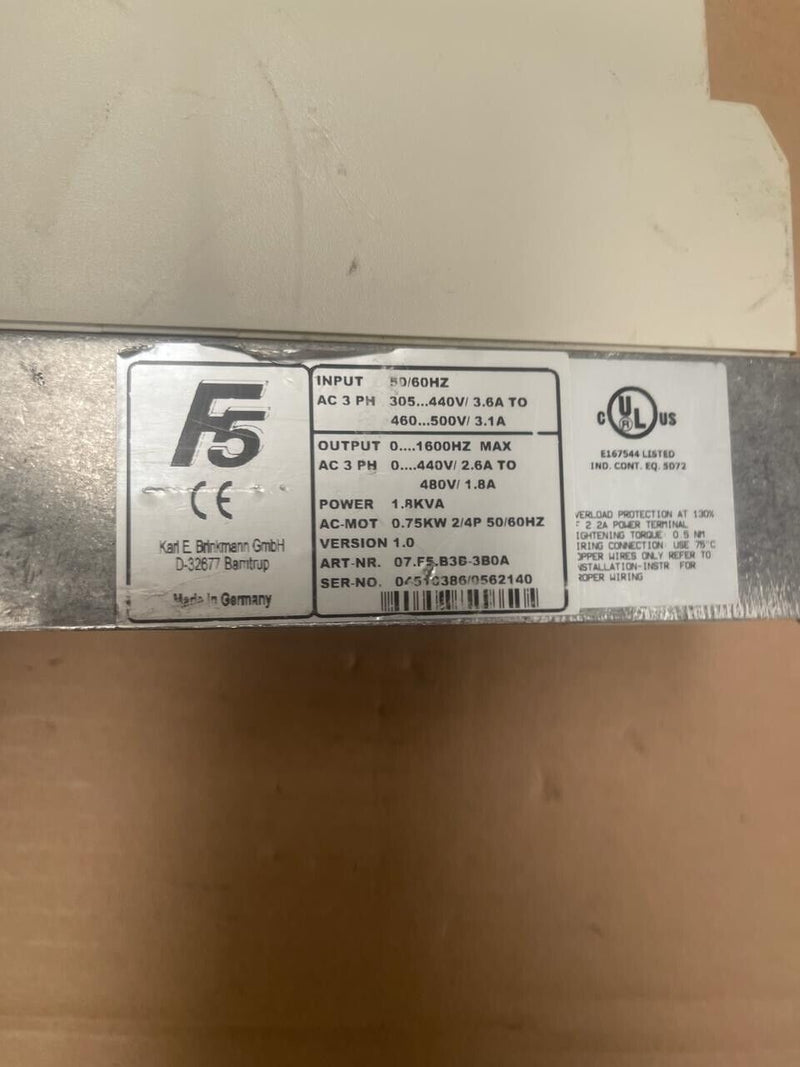 F5
CE
Karl E. Brinkmann GmbH
D-32677 Barntrup
Made in Germany
INPUT 50/60HZ
AC 3 PH 305...440V/ 3.6A TO
460...500V/ 3.1A
OUTPUT 0....1600HZ MAX
AC 3 PH 0....440V/ 2.6A TO
480V/ 1.8A
POWER 1.8KVA
AC-MOT 0.75KW 2/4P 50/60HZ
VERSION 1.0
ART-NR. 07.F5.B3B-3B0A
SER-NO.
C UL US
®
E167544 LISTED
IND. CONT. EQ. 5D72
VERLOAD PROTECTION AT 130%
2 2A POWER TERMINAL
IGHTENING TORQUE 0.5 NM
IRING CONNECTION: USE 75°C
OPPER WIRES ONLY REFER TO
NSTALLATION-INSTR FOR
ROPER WIRING